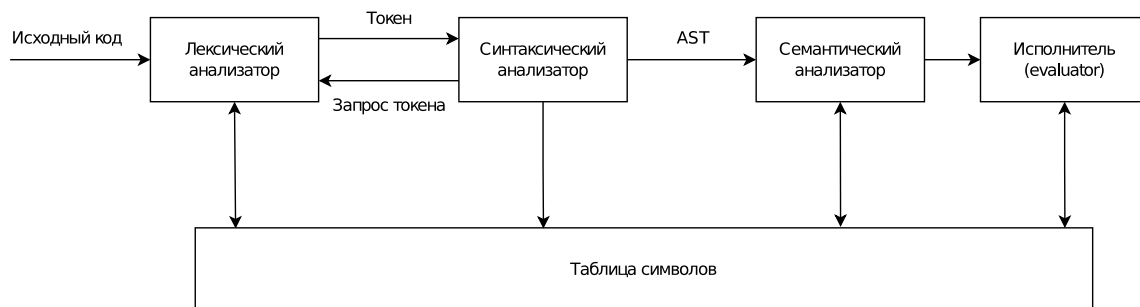 Исходный код
Лексический
анализатор
Токен
Запрос токена
Синтаксический
анализатор
AST
Семантический
анализатор
Исполнитель
(evaluator)
Таблица символов